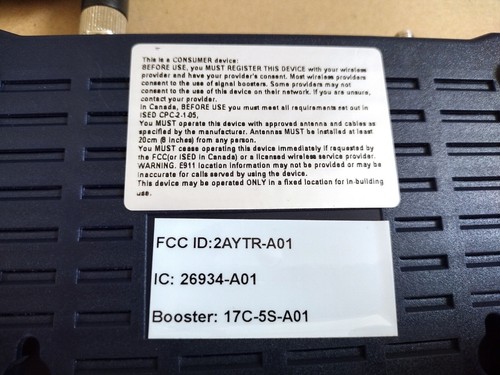 This is a CONSUMER device:
BEFORE USE, you MUST REGISTER THIS DEVICE with your wireless
provider and have your provider's consent. Most wireless providers
consent to the use of signal boosters. Some providers may not
consent to the use of this device on their network. If you are unsure,
contact your provider.
In Canada, BEFORE USE you must meet all requirements set out in
ISED CPC-2-1-05,
You MUST operate this device with approved antenna and cables as
specified by the manufacturer. Antennas MUST be installed at least
20cm (8 inches) from any person.
You MUST cease operating this device immediately if requested by
the FCC(or ISED in Canada) or a licensed wireless service provider.
WARNING. E911 location information may not be provided or may be
inaccurate for calls served by using the device.
This device may be operated ONLY in a fixed location for in-building
use.
FCC ID:2AYTR-A01
IC: 26934-A01
Booster: 17C-5S-A01